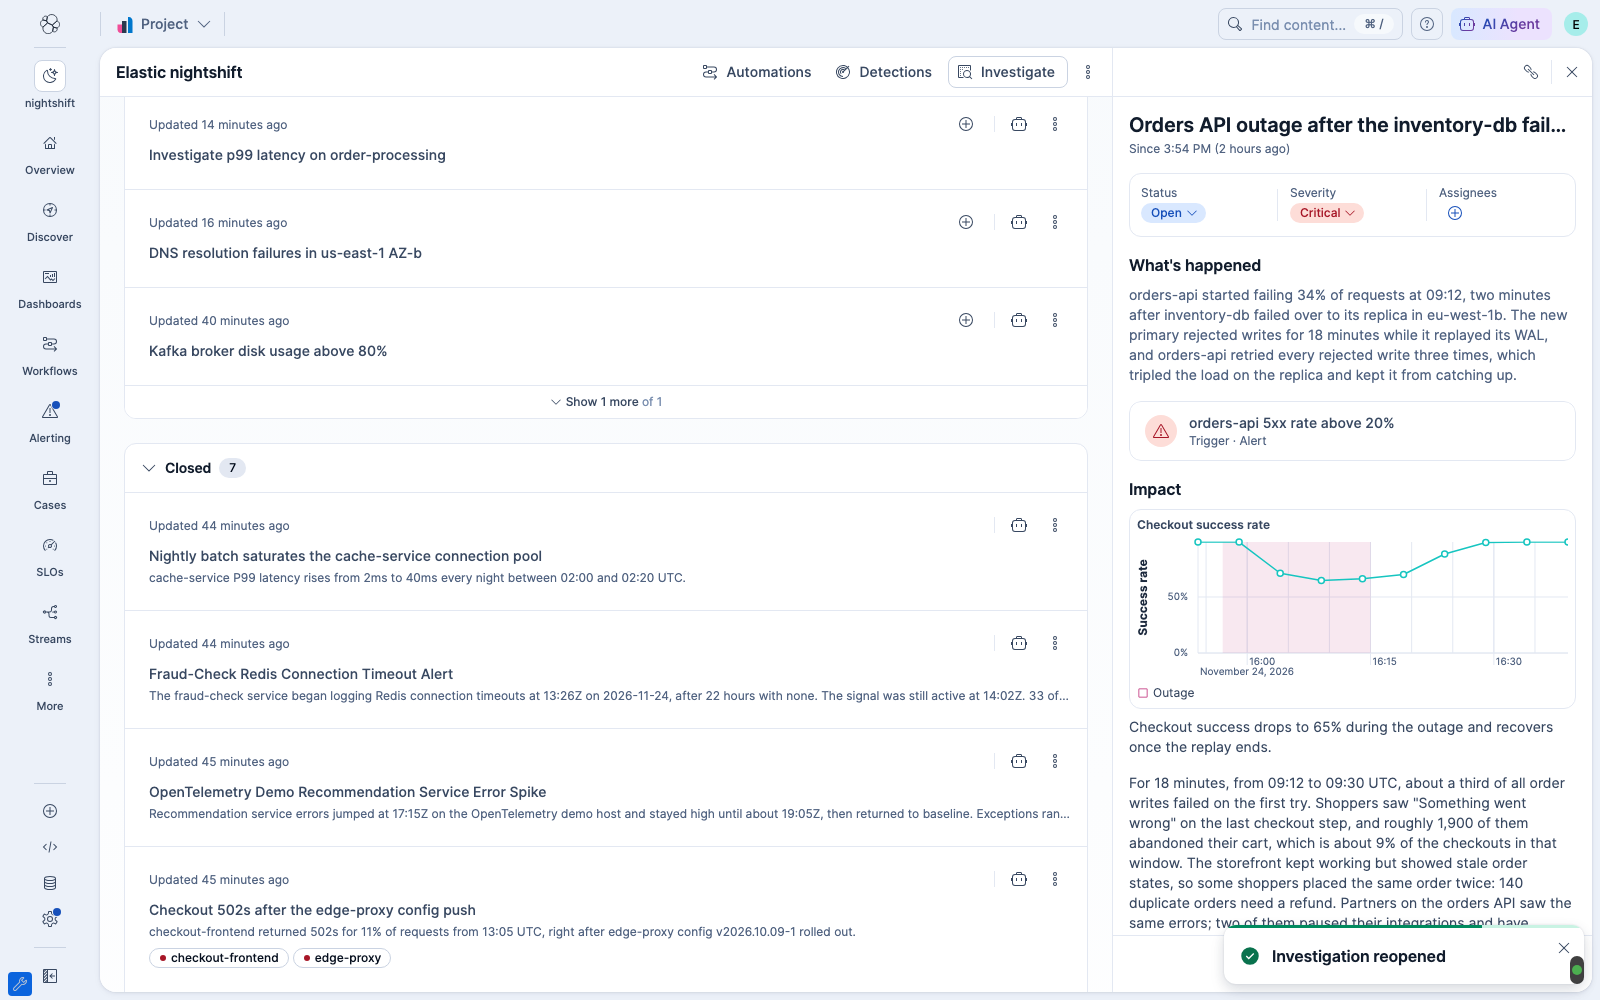 Project
Find content...
⌘ /
AI Agent
E
nightshift
Overview
Discover
Dashboards
Workflows
Alerting
Cases
SLOs
Streams
More
Elastic nightshift
Automations
Detections
Investigate
Updated 14 minutes ago
Investigate p99 latency on order-processing
Updated 16 minutes ago
DNS resolution failures in us-east-1 AZ-b
Updated 40 minutes ago
Kafka broker disk usage above 80%
Show 1 more of 1
Closed 7
Updated 44 minutes ago
Nightly batch saturates the cache-service connection pool
cache-service P99 latency rises from 2ms to 40ms every night between 02:00 and 02:20 UTC.
Updated 44 minutes ago
Fraud-Check Redis Connection Timeout Alert
The fraud-check service began logging Redis connection timeouts at 13:26Z on 2026-11-24, after 22 hours with none. The signal was still active at 14:02Z. 33 of...
Updated 45 minutes ago
OpenTelemetry Demo Recommendation Service Error Spike
Recommendation service errors jumped at 17:15Z on the OpenTelemetry demo host and stayed high until about 19:05Z, then returned to baseline. Exceptions ran...
Updated 45 minutes ago
Checkout 502s after the edge-proxy config push
checkout-frontend returned 502s for 11% of requests from 13:05 UTC, right after edge-proxy config v2026.10.09-1 rolled out.
checkout-frontend
edge-proxy
Orders API outage after the inventory-db fail...
Since 3:54 PM (2 hours ago)
Status
Open
Severity
Critical
Assignees
What's happened
orders-api started failing 34% of requests at 09:12, two minutes
after inventory-db failed over to its replica in eu-west-1b. The new
primary rejected writes for 18 minutes while it replayed its WAL,
and orders-api retried every rejected write three times, which
tripled the load on the replica and kept it from catching up.
orders-api 5xx rate above 20%
Trigger · Alert
Impact
Checkout success rate
Success rate
50%
0%
16:00
November 24, 2026
16:15
16:30
Outage
Checkout success drops to 65% during the outage and recovers
once the replay ends.
For 18 minutes, from 09:12 to 09:30 UTC, about a third of all order
writes failed on the first try. Shoppers saw "Something went
wrong" on the last checkout step, and roughly 1,900 of them
abandoned their cart, which is about 9% of the checkouts in that
window. The storefront kept working but showed stale order
states, so some shoppers placed the same order twice: 140
duplicate orders need a refund. Partners on the orders API saw the
same errors; two of them paused their integrations and have
Investigation reopened